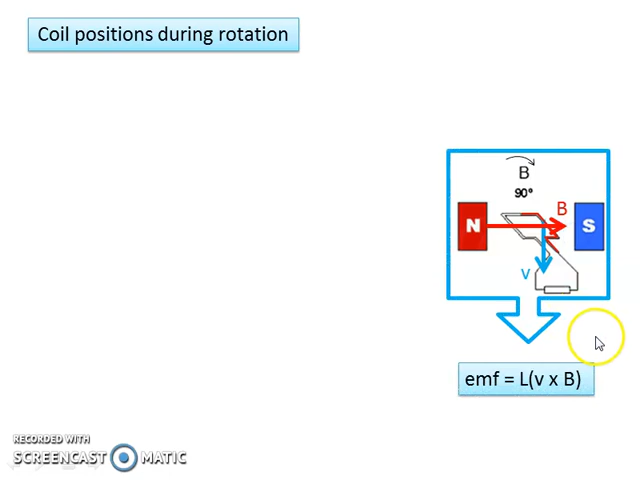 Coil positions during rotation
B
90°
B
N
S
v
emf = L(v x B)
RECORDED WITH
SCREENCAST MATIC